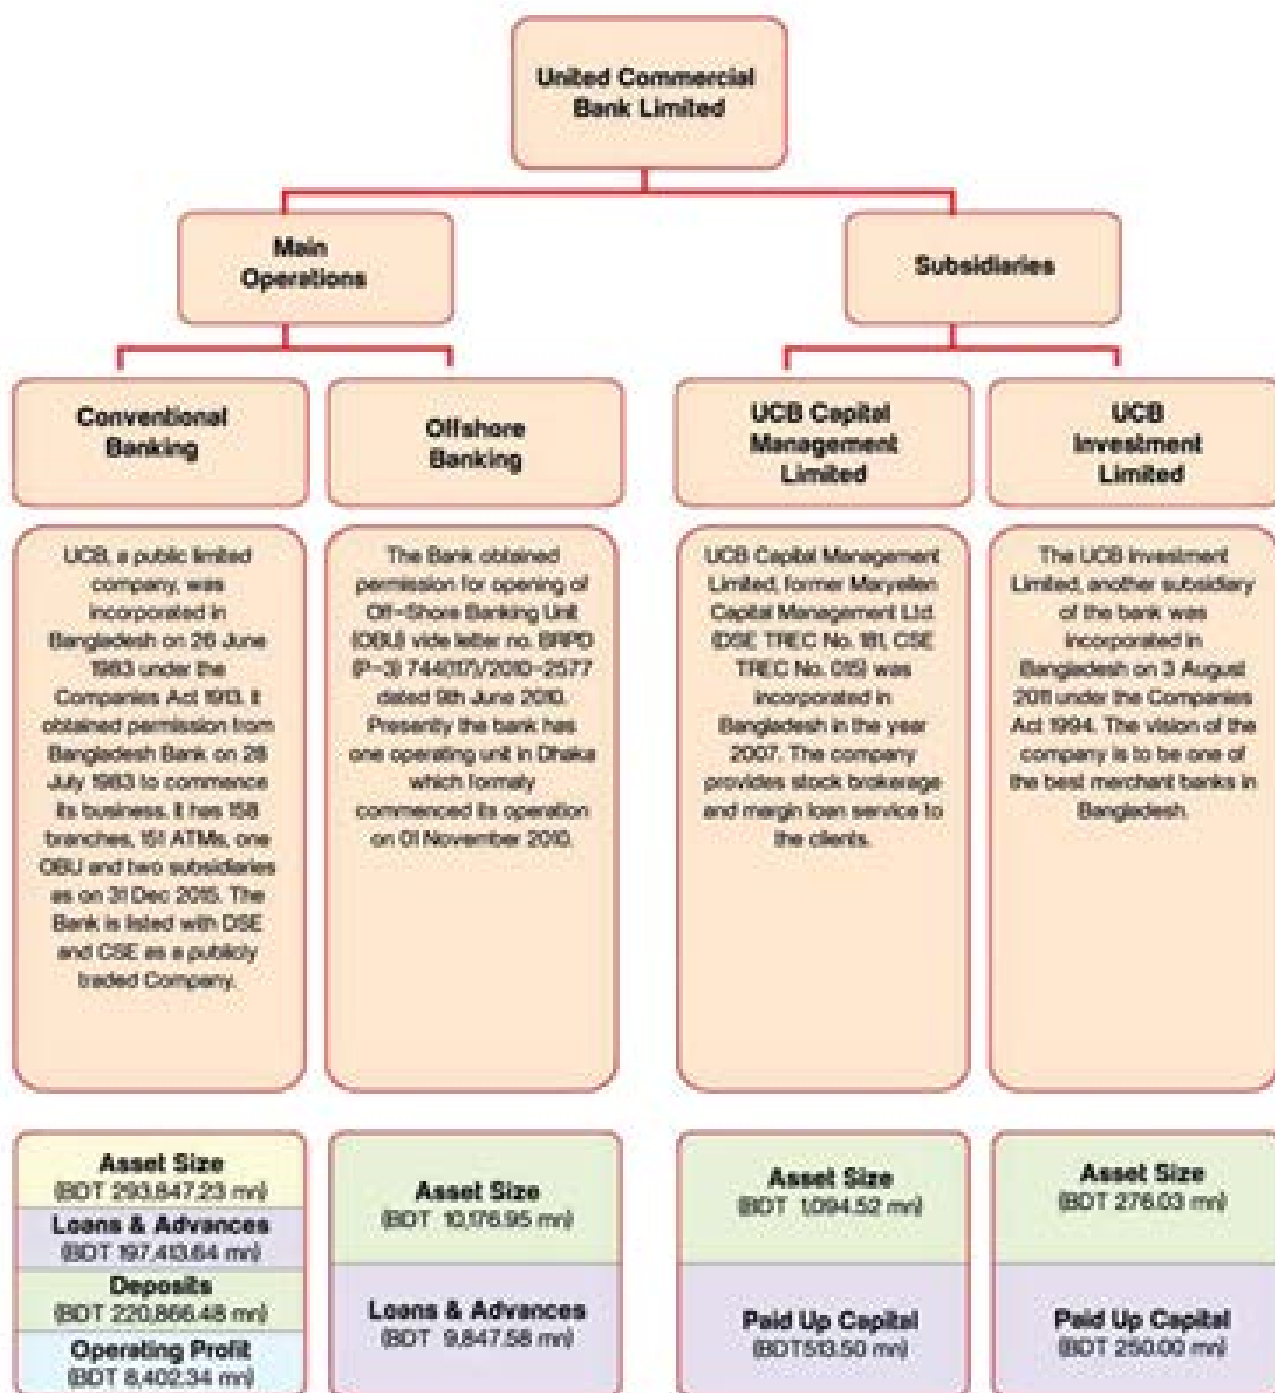 United Commercial
Bank Limited
Main
Operations
Subsidiaries
Conventional
Banking
Offshore
Banking
UCB Capital
Management
Limited
UCB
Investment
Limited
UCB, a public limited
company, was
incorporated in
Bangladesh on 26 June
1983 under the
Companies Act 1913. It
obtained permission from
Bangladesh Bank on 28
July 1983 to commence
its business. It has 158
branches, 151 ATMs, one
OBU and two subsidiaries
as on 31 Dec 2015. The
Bank is listed with DSE
and CSE as a publicly
traded Company.
The Bank obtained
permission for opening of
Off-Shore Banking Unit
(OBU) vide letter no. BRPD
(P-3) 744(117)/2010-2577
dated 9th June 2010.
Presently the bank has
one operating unit in Dhaka
which formaly
commenced its operation
on 01 November 2010.
UCB Capital Management
Limited, former Maryellen
Capital Management Ltd.
(DSE TREC No. 181, CSE
TREC No. 015) was
incorporated in
Bangladesh in the year
2007. The company
provides stock brokerage
and margin loan service to
the clients.
The UCB Investment
Limited, another subsidiary
of the bank was
incorporated in
Bangladesh on 3 August
2011 under the Companies
Act 1994. The vision of the
company is to be one of
the best merchant banks in
Bangladesh.
Asset Size
(BDT 293,847.23 mn)
Loans & Advances
(BDT 197,413.64 mn)
Deposits
(BDT 220,866.48 mn)
Operating Profit
(BDT 8,402.34 mn)
Asset Size
(BDT 10,176.95 mn)
Loans & Advances
(BDT 9,847.58 mn)
Asset Size
(BDT 1,094.52 mn)
Paid Up Capital
(BDT513.50 mn)
Asset Size
(BDT 276.03 mn)
Paid Up Capital
(BDT 250.00 mn)